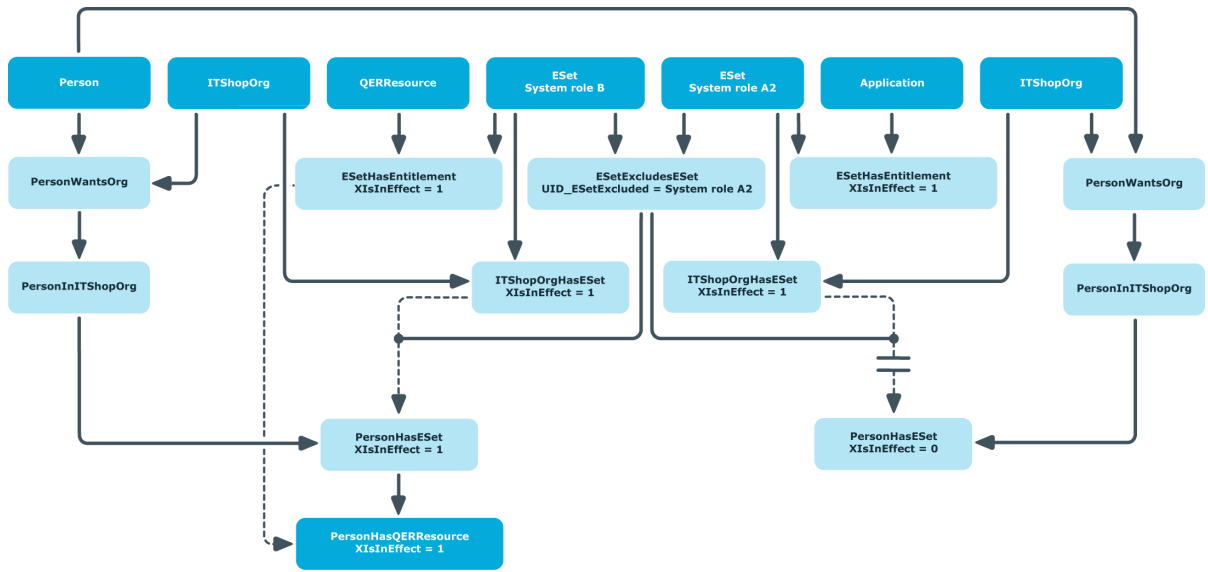 Person
ITShopOrg
QERResource
ESet
System role B
ESet
System role A2
Application
ITShopOrg
PersonWantsOrg
ESetHasEntitlement
XIsInEffect = 1
ESetExcludesESet
UID_ESetExcluded = System role A2
ESetHasEntitlement
XIsInEffect = 1
PersonWantsOrg
PersonInITShopOrg
ITShopOrgHasESet
XIsInEffect = 1
ITShopOrgHasESet
XIsInEffect = 1
PersonInITShopOrg
PersonHasESet
XIsInEffect = 1
PersonHasESet
XIsInEffect = 0
PersonHasQERResource
XIsInEffect = 1